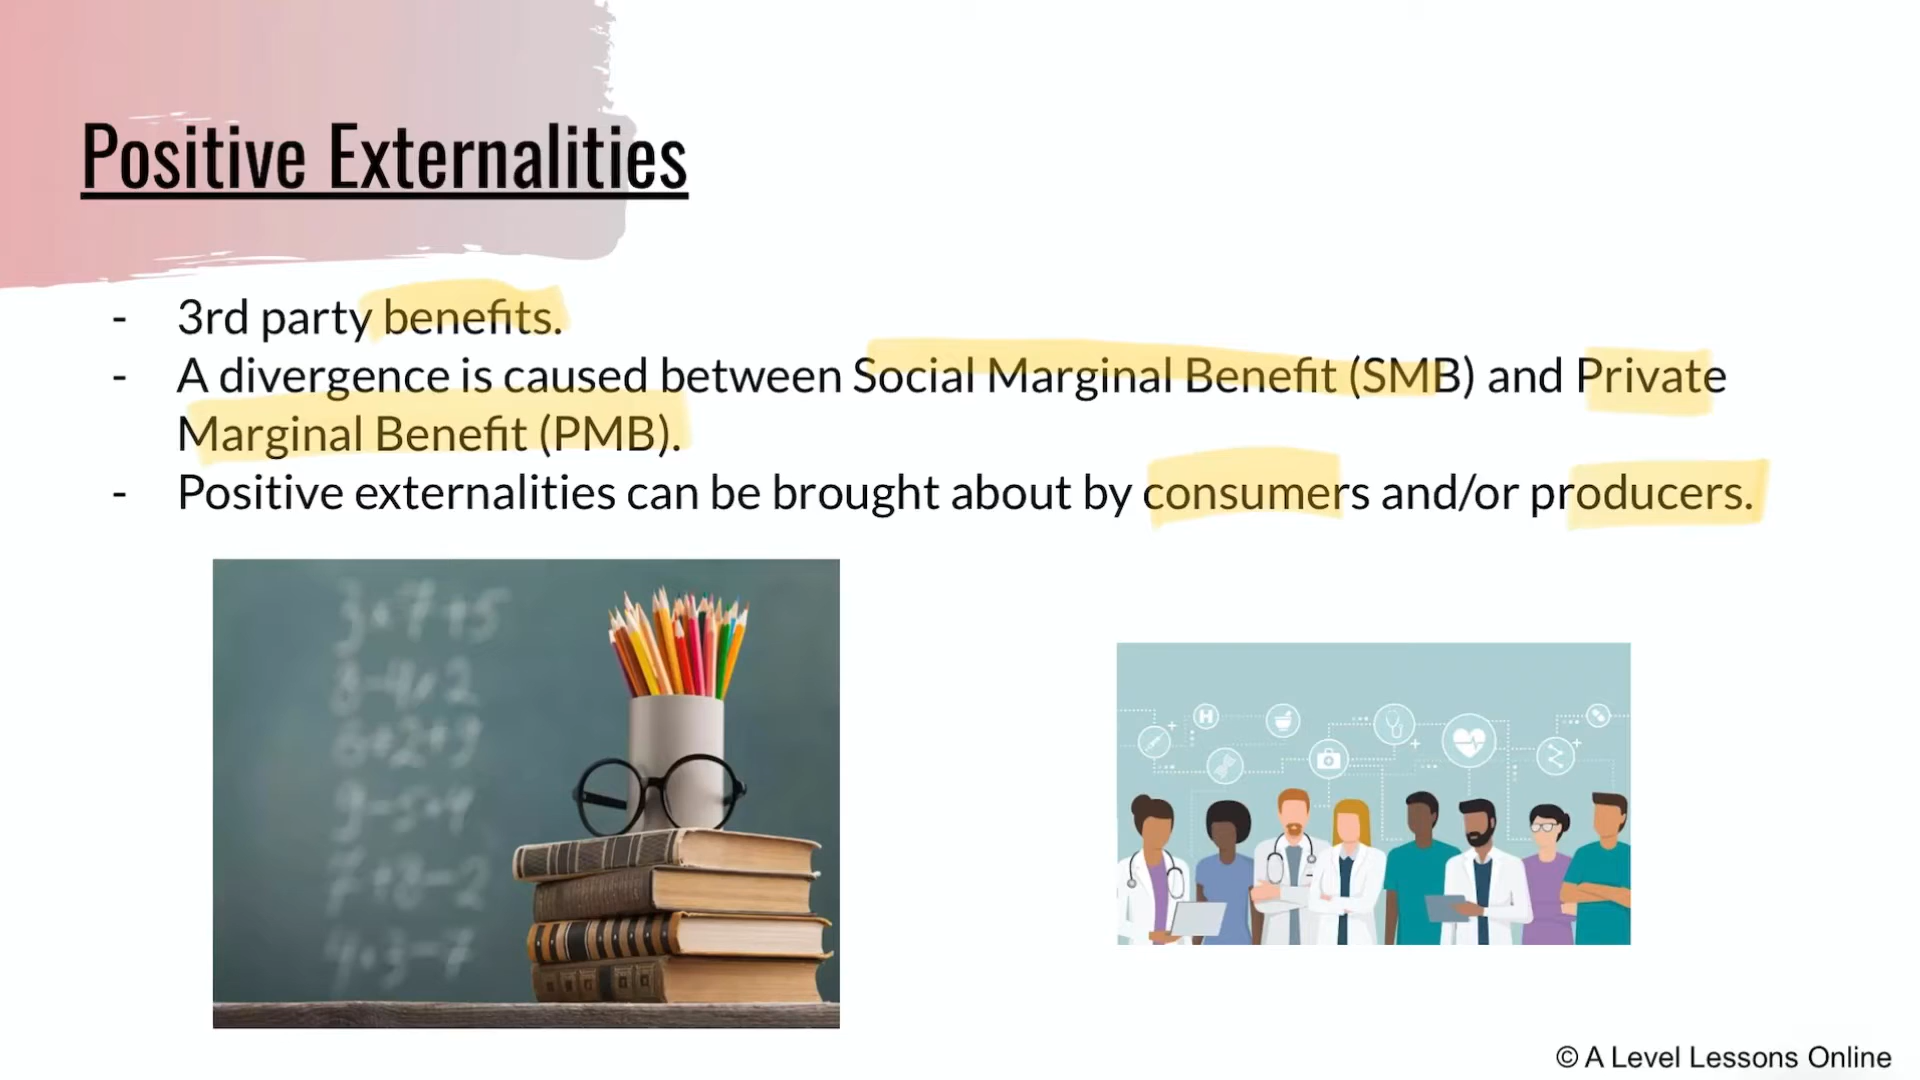 Positive Externalities
- 3rd party benefits.
- A divergence is caused between Social Marginal Benefit (SMB) and Private
Marginal Benefit (PMB).
- Positive externalities can be brought about by consumers and/or producers.
H
© A Level Lessons Online